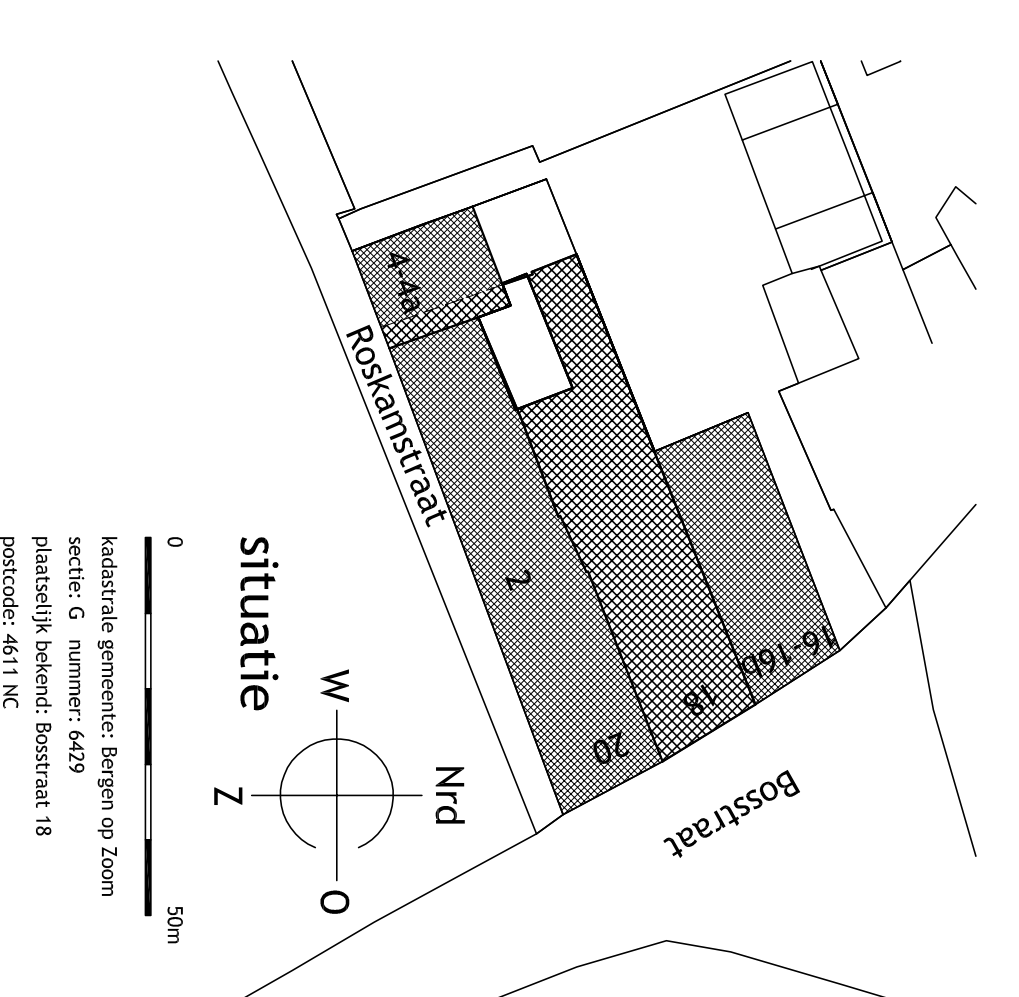 4-4a
Roskamstraat
2
20
18
16-16b
Bosstraat
situatie
Nrd
W
O
Z
0
50m
kadastrale gemeente: Bergen op Zoom
sectie: G nummer: 6429
plaatselijk bekend: Bosstraat 18
postcode: 4611 NC